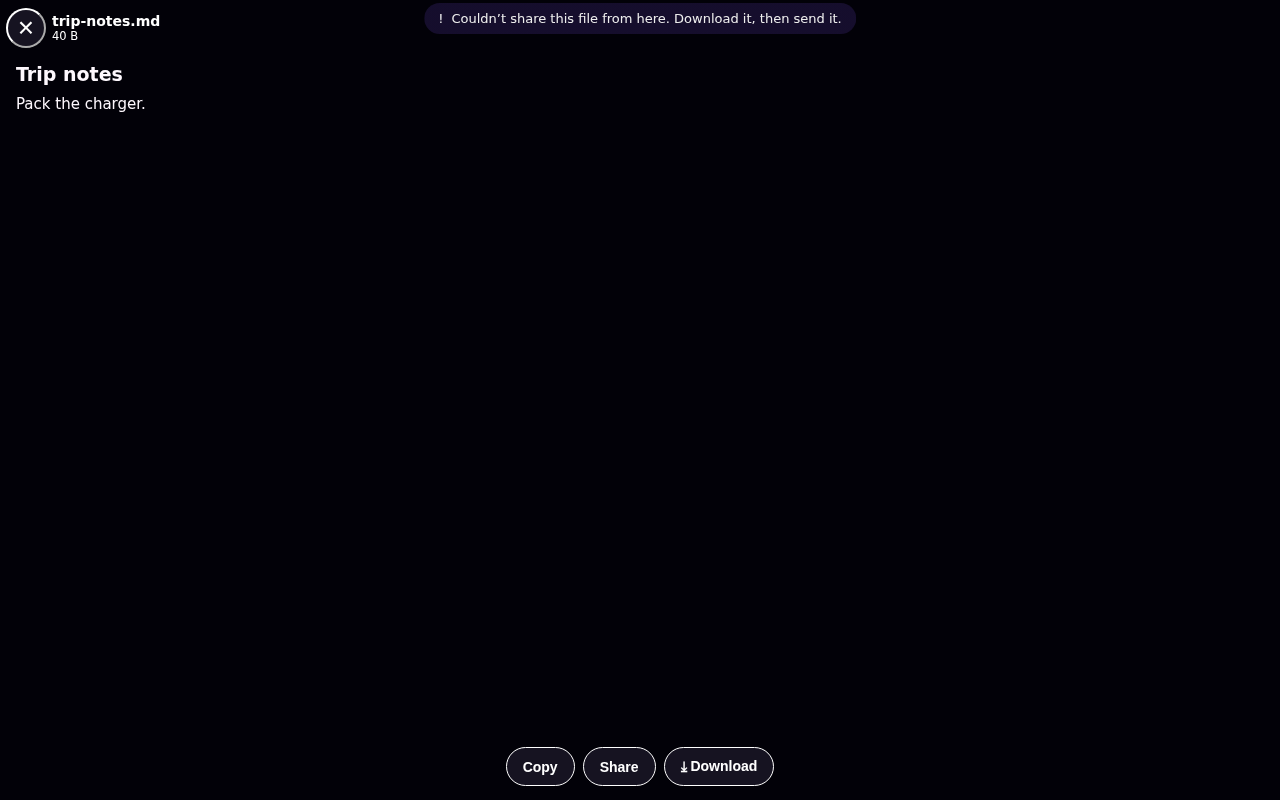 trip-notes.md
40 B
! Couldn’t share this file from here. Download it, then send it.
Trip notes
Pack the charger.
Copy
Share
Download